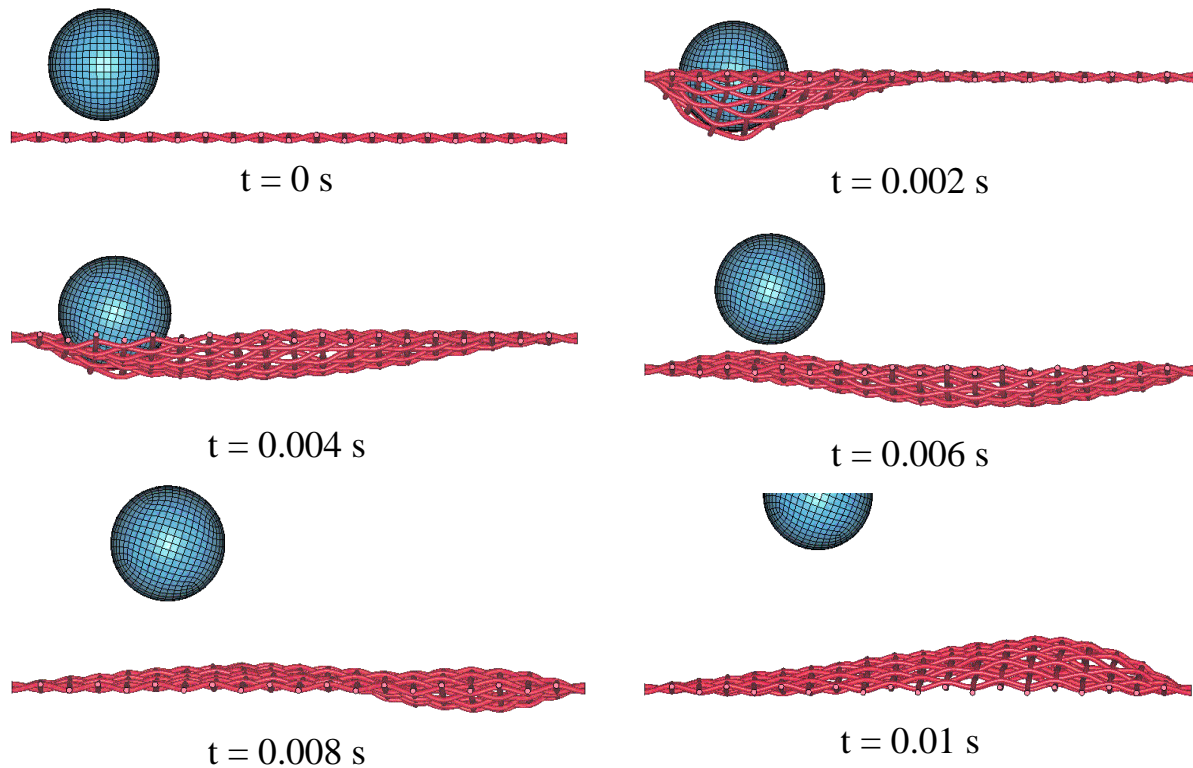 t = 0 s
t = 0.002 s
t = 0.004 s
t = 0.006 s
t = 0.008 s
t = 0.01 s